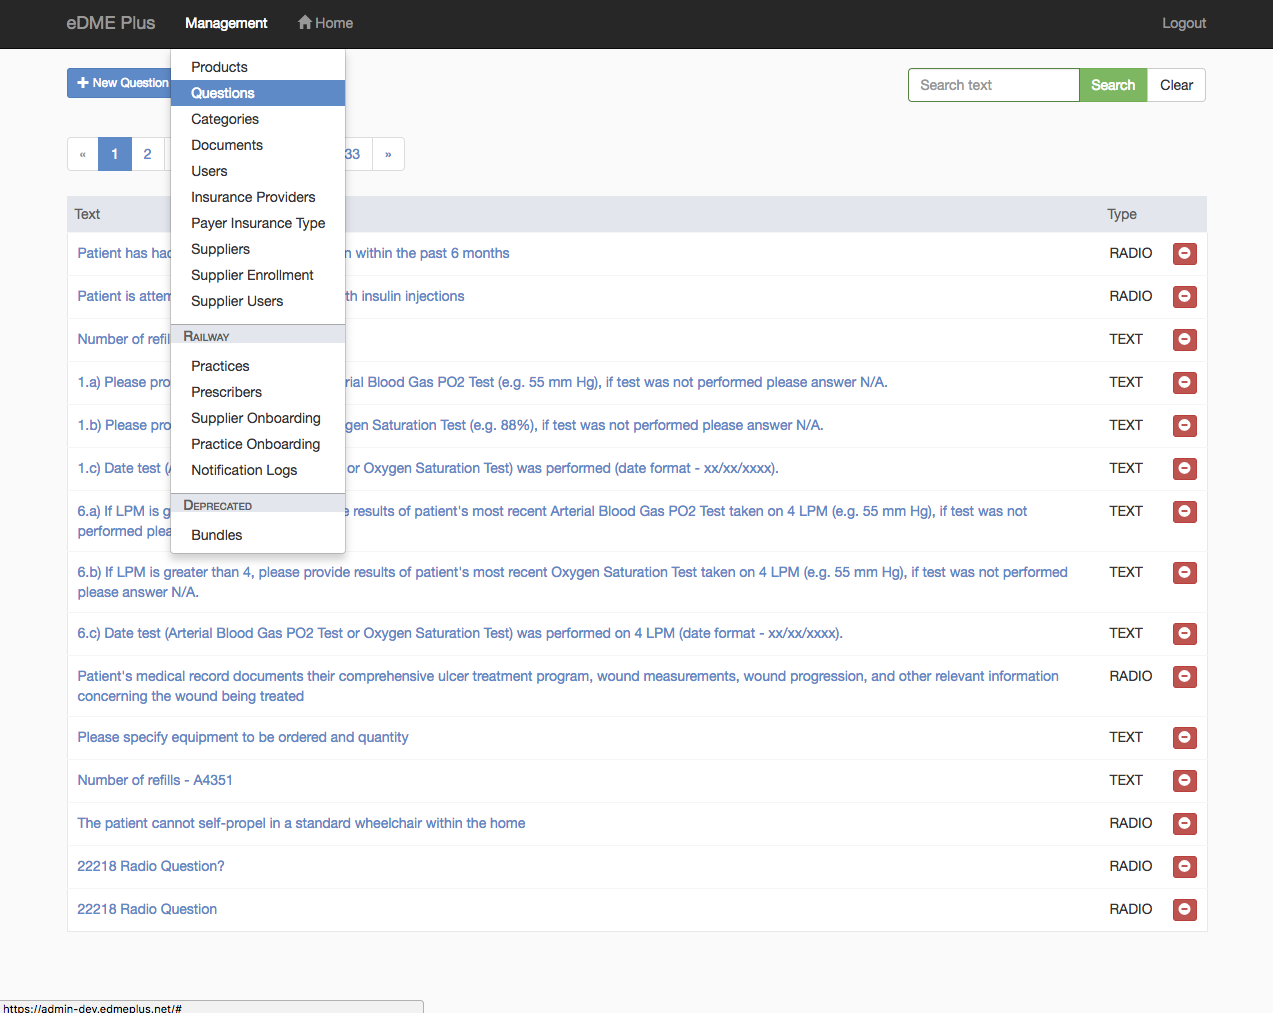 eDME Plus Management Home Logout
Products
New Question Questions Search text Search Clear
Categories
Documents
« 1 2 33 »
Users
Insurance Providers
Text Payer Insurance Type Type
Suppliers
Patient has had n within the past 6 months RADIO
Supplier Enrollment
Patient is attem th insulin injections RADIO
Supplier Users
Number of refil RAILWAY TEXT
Practices
1.a) Please pro rial Blood Gas PO2 Test (e.g. 55 mm Hg), if test was not performed please answer N/A. TEXT
Prescribers
Supplier Onboarding
1.b) Please pro gen Saturation Test (e.g. 88%), if test was not performed please answer N/A. TEXT
Practice Onboarding
1.c) Date test ( or Oxygen Saturation Test) was performed (date format - xx/xx/xxxx). TEXT
Notification Logs
DEPRECATED
6.a) If LPM is g e results of patient's most recent Arterial Blood Gas PO2 Test taken on 4 LPM (e.g. 55 mm Hg), if test was not TEXT
performed plea
Bundles
6.b) If LPM is greater than 4, please provide results of patient's most recent Oxygen Saturation Test taken on 4 LPM (e.g. 55 mm Hg), if test was not performed TEXT
please answer N/A.
6.c) Date test (Arterial Blood Gas PO2 Test or Oxygen Saturation Test) was performed on 4 LPM (date format - xx/xx/xxxx). TEXT
Patient's medical record documents their comprehensive ulcer treatment program, wound measurements, wound progression, and other relevant information RADIO
concerning the wound being treated
Please specify equipment to be ordered and quantity TEXT
Number of refills - A4351 TEXT
The patient cannot self-propel in a standard wheelchair within the home RADIO
22218 Radio Question? RADIO
22218 Radio Question RADIO
https://admin-dev.edmeplus.net/#